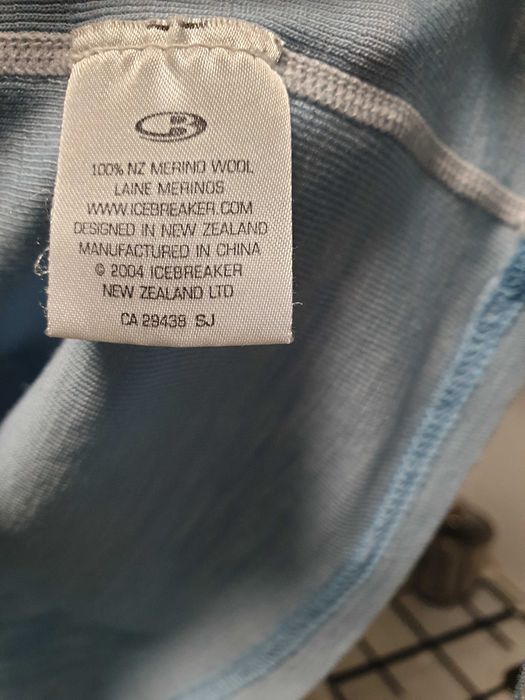 100% NZ MERINO WOOL
LAINE MERINOS
WWW.ICEBREAKER.COM
DESIGNED IN NEW ZEALAND
MANUFACTURED IN CHINA
© 2004 ICEBREAKER
NEW ZEALAND LTD
CA 29438 SJ